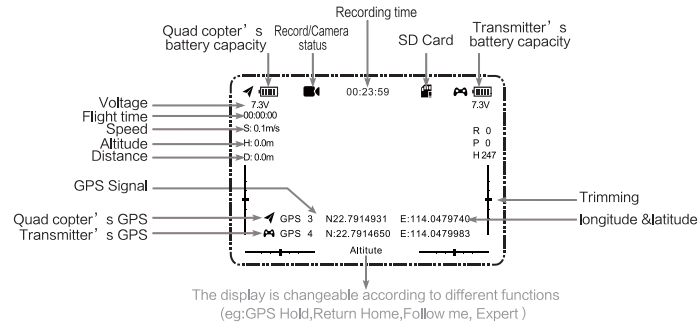 Recording time
Quad copter's battery capacity
Record/Camera status
SD Card
Transmitter's battery capacity
00:23:59
7.3V
7.3V
Voltage
Flight time
00:00:00
Speed
S: 0.1m/s
R 0
Altitude
H: 0.0m
P 0
Distance
D: 0.0m
H 247
GPS Signal
Trimming
Quad copter's GPS
GPS 3 N22.7914931 E:114.0479740
longitude &latitude
Transmitter's GPS
GPS 4 N:22.7914650 E:114.0479983
Altitute
The display is changeable according to different functions
(eg:GPS Hold,Return Home,Follow me, Expert )